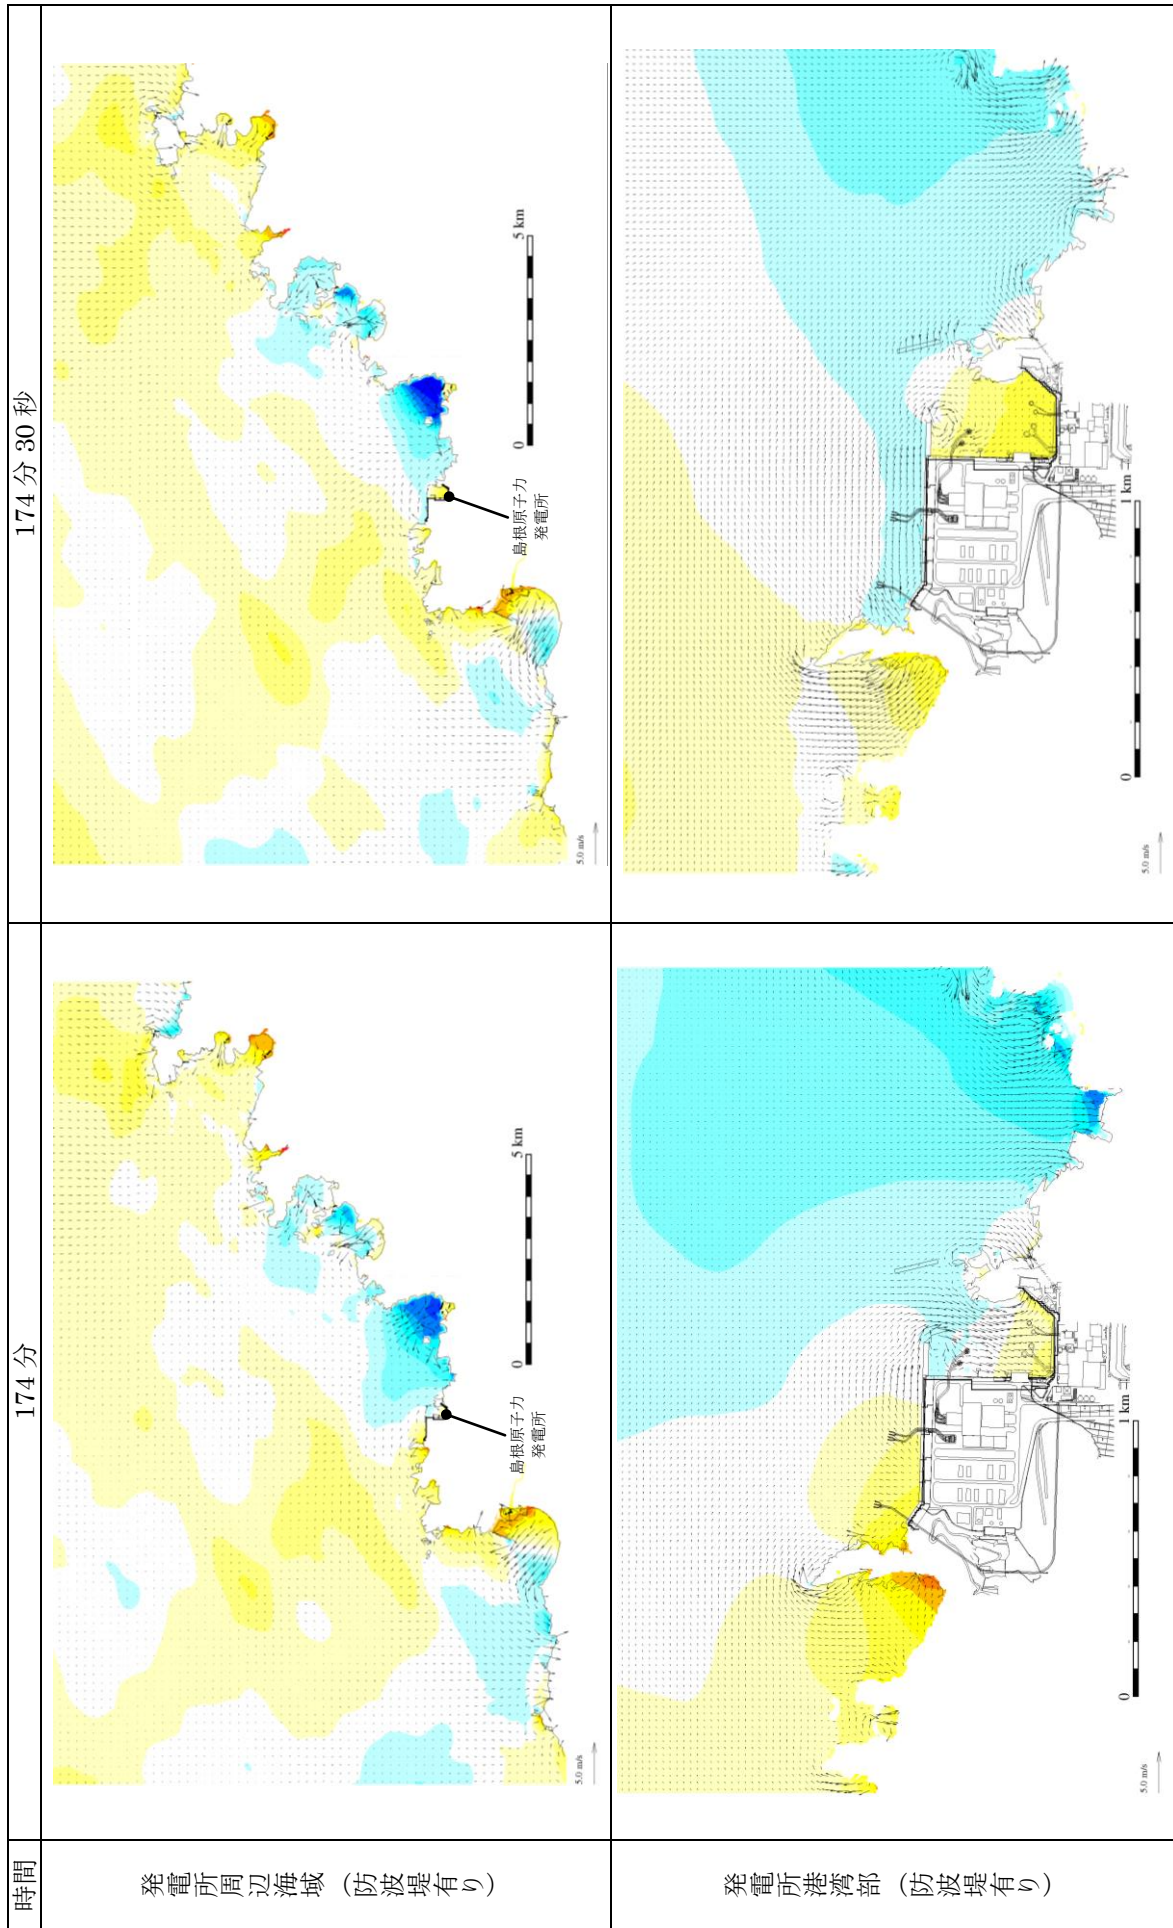 時間
174分
174分30秒
発電所周辺海域（防波堤有り）
島根原子力
発電所
0
5 km
5.0 m/s
島根原子力
発電所
0
5 km
5.0 m/s
発電所港湾部（防波堤有り）
0
1 km
5.0 m/s
0
1 km
5.0 m/s